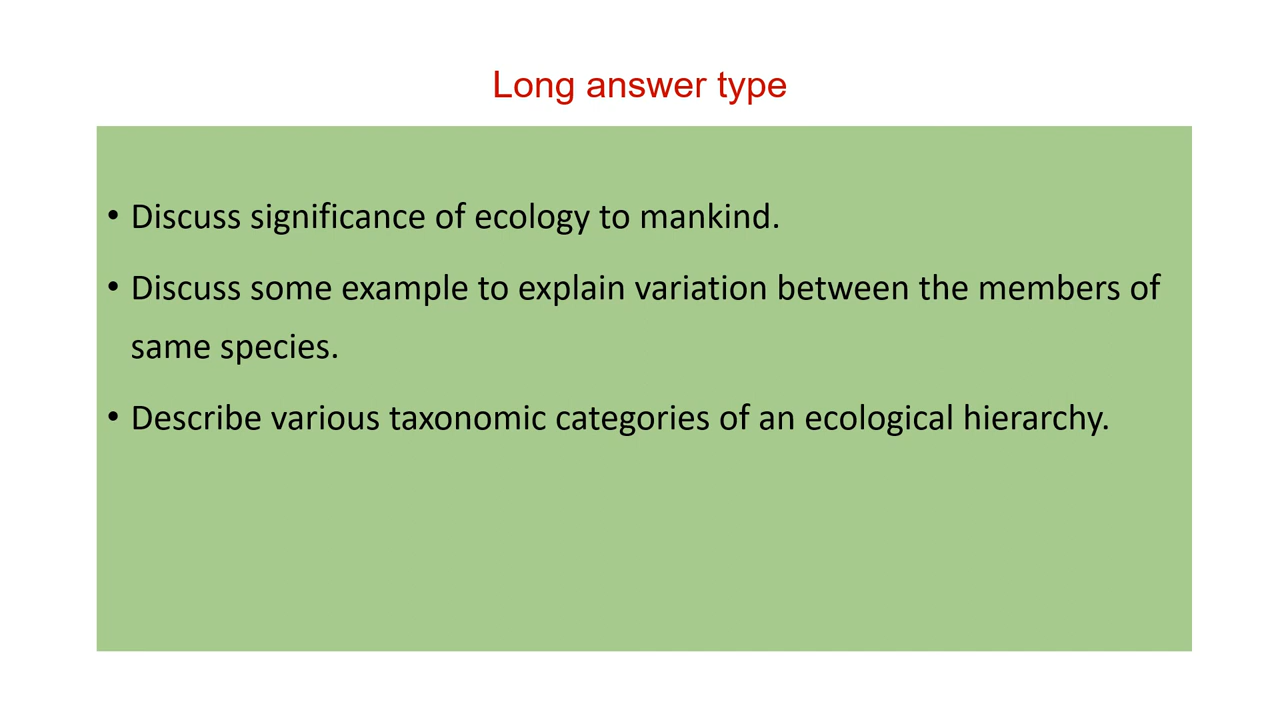 Long answer type
• Discuss significance of ecology to mankind.
• Discuss some example to explain variation between the members of
same species.
• Describe various taxonomic categories of an ecological hierarchy.